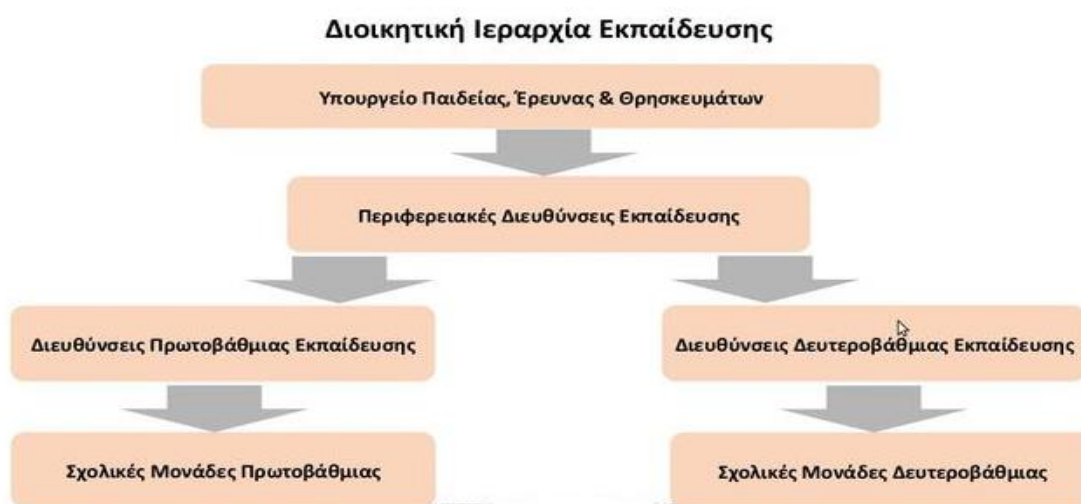 Διοικητική Ιεραρχία Εκπαίδευσης
Υπουργείο Παιδείας, Έρευνας & Θρησκευμάτων
Περιφερειακές Διευθύνσεις Εκπαίδευσης
Διευθύνσεις Πρωτοβάθμιας Εκπαίδευσης
Διευθύνσεις Δευτεροβάθμιας Εκπαίδευσης
Σχολικές Μονάδες Πρωτοβάθμιας
Σχολικές Μονάδες Δευτεροβάθμιας